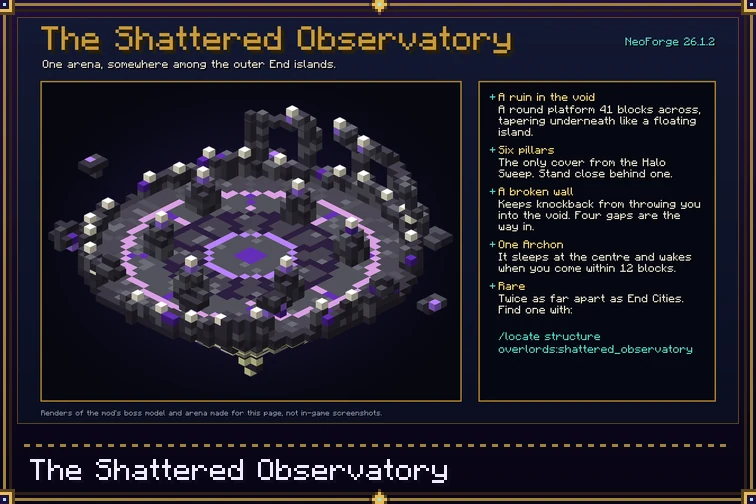 The Shattered Observatory
NeoForge 26.1.2
One arena, somewhere among the outer End islands.
+ A ruin in the void
A round platform 41 blocks across,
tapering underneath like a floating
island.
+ Six pillars
The only cover from the Halo
Sweep. Stand close behind one.
+ A broken wall
Keeps knockback from throwing you
into the void. Four gaps are the
way in.
+ One Archon
It sleeps at the centre and wakes
when you come within 12 blocks.
+ Rare
Twice as far apart as End Cities.
Find one with:
/locate structure
overlords:shattered_observatory
Renders of the mod's boss model and arena made for this page, not in-game screenshots.
The Shattered Observatory